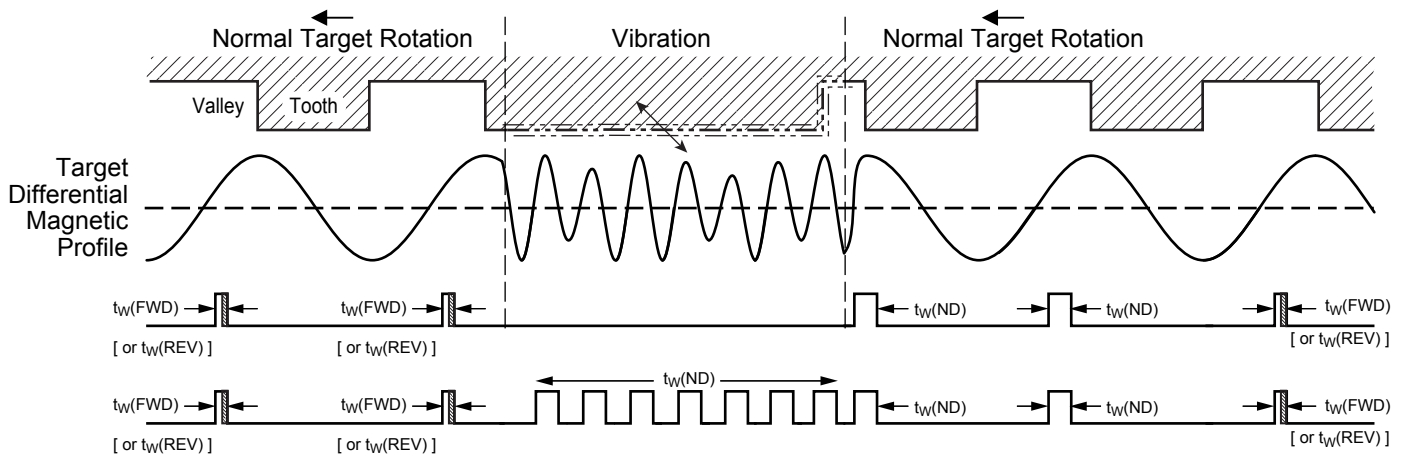 Normal Target Rotation
Vibration
Normal Target Rotation
Valley
Tooth
Target
Differential
Magnetic
Profile
tW(FWD)
tW(FWD)
tW(ND)
tW(ND)
tW(FWD)
[ or tW(REV) ]
[ or tW(REV) ]
[ or tW(REV) ]
tW(ND)
tW(FWD)
tW(FWD)
tW(ND)
tW(ND)
tW(FWD)
[ or tW(REV) ]
[ or tW(REV) ]
[ or tW(REV) ]